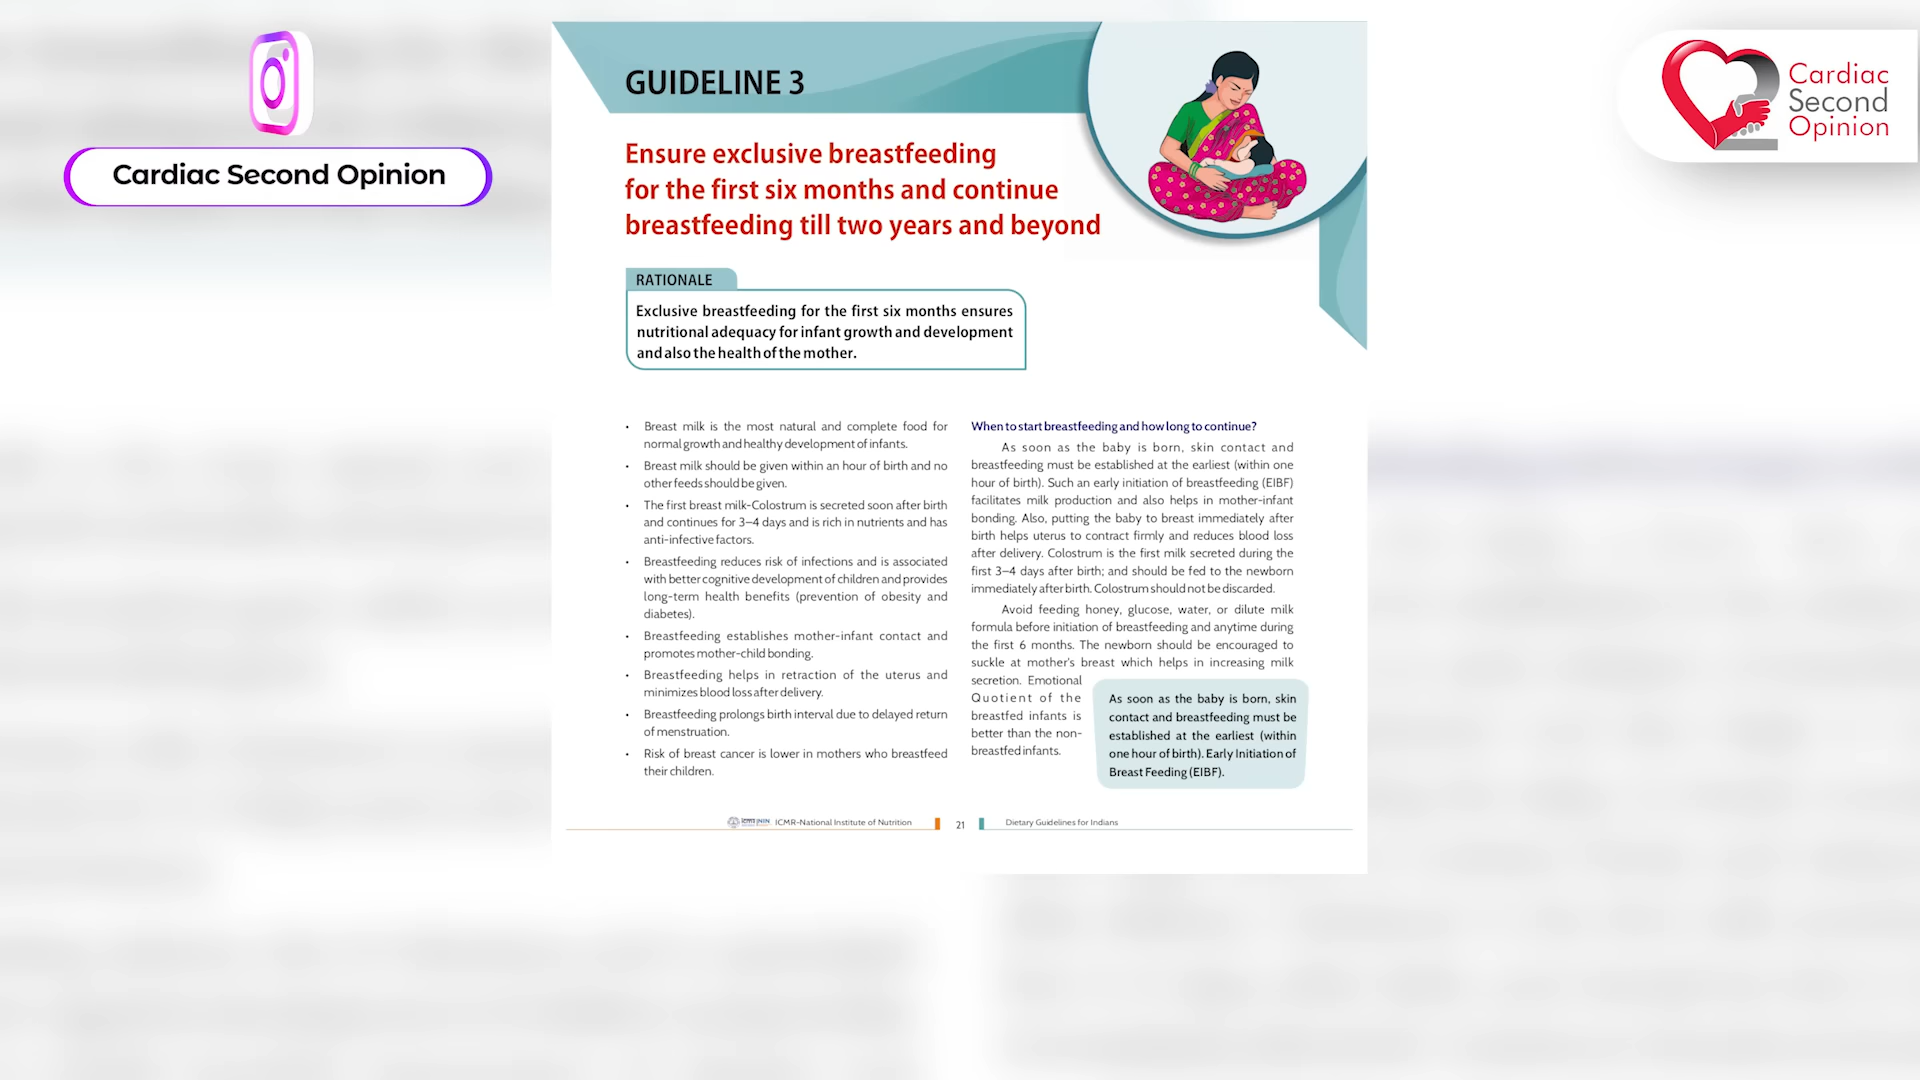 Cardiac Second Opinion
Cardiac
Second
Opinion
GUIDELINE 3
Ensure exclusive breastfeeding
for the first six months and continue
breastfeeding till two years and beyond
RATIONALE
Exclusive breastfeeding for the first six months ensures
nutritional adequacy for infant growth and development
and also the health of the mother.
• Breast milk is the most natural and complete food for
normal growth and healthy development of infants.
• Breast milk should be given within an hour of birth and no
other feeds should be given.
• The first breast milk-Colostrum is secreted soon after birth
and continues for 3–4 days and is rich in nutrients and has
anti-infective factors.
• Breastfeeding reduces risk of infections and is associated
with better cognitive development of children and provides
long-term health benefits (prevention of obesity and
diabetes).
• Breastfeeding establishes mother-infant contact and
promotes mother-child bonding.
• Breastfeeding helps in retraction of the uterus and
minimizes blood loss after delivery.
• Breastfeeding prolongs birth interval due to delayed return
of menstruation.
• Risk of breast cancer is lower in mothers who breastfeed
their children.
When to start breastfeeding and how long to continue?
As soon as the baby is born, skin contact and
breastfeeding must be established at the earliest (within one
hour of birth). Such an early initiation of breastfeeding (EIBF)
facilitates milk production and also helps in mother-infant
bonding. Also, putting the baby to breast immediately after
birth helps uterus to contract firmly and reduces blood loss
after delivery. Colostrum is the first milk secreted during the
first 3–4 days after birth; and should be fed to the newborn
immediately after birth. Colostrum should not be discarded.
Avoid feeding honey, glucose, water, or dilute milk
formula before initiation of breastfeeding and anytime during
the first 6 months. The newborn should be encouraged to
suckle at mother's breast which helps in increasing milk
secretion. Emotional
Quotient of the
breastfed infants is
better than the non-
breastfed infants.
As soon as the baby is born, skin
contact and breastfeeding must be
established at the earliest (within
one hour of birth). Early Initiation of
Breast Feeding (EIBF).
icmr NIN ICMR-National Institute of Nutrition
21
Dietary Guidelines for Indians